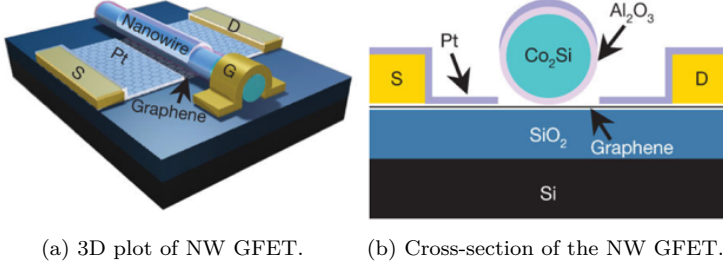 Nanowire
D
Pt
S
G
Graphene
Al₂O₃
Pt
Co₂Si
S
D
SiO₂
Graphene
Si
(a) 3D plot of NW GFET.
(b) Cross-section of the NW GFET.